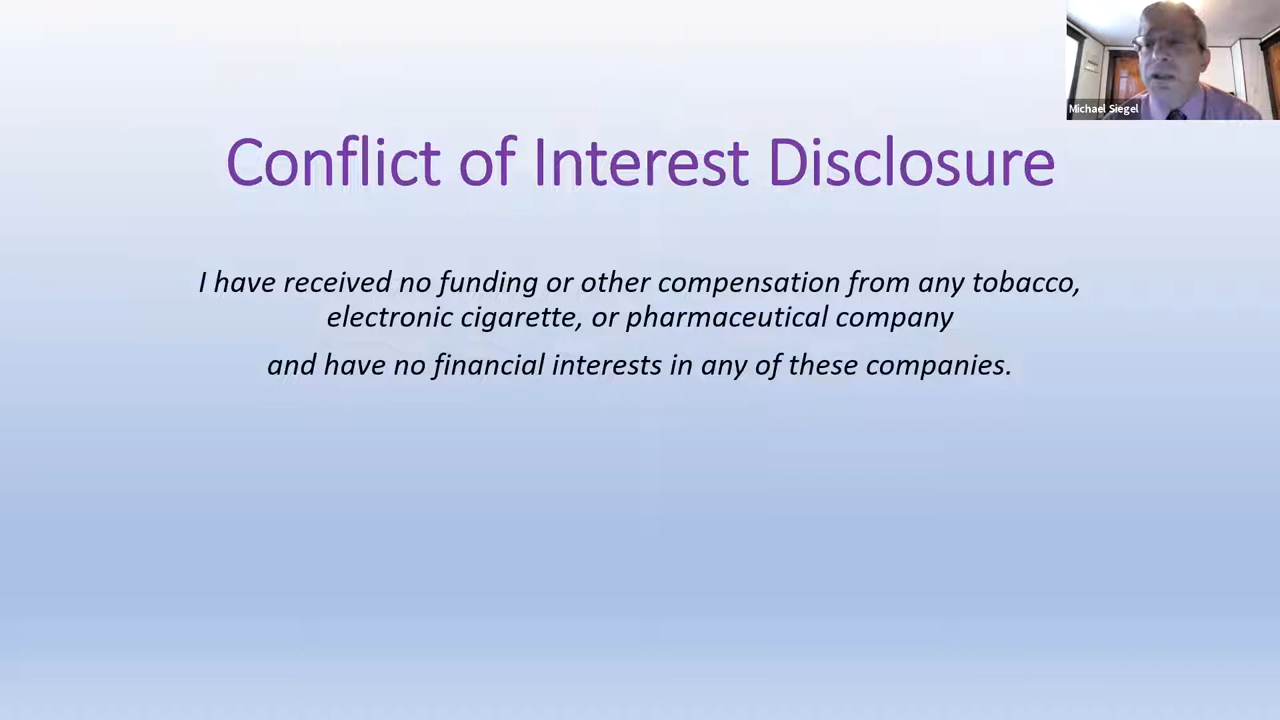 Michael Siegel
Conflict of Interest Disclosure
I have received no funding or other compensation from any tobacco,
electronic cigarette, or pharmaceutical company
and have no financial interests in any of these companies.